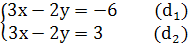 3x − 2y = −6 (d₁)
3x − 2y = 3 (d₂)